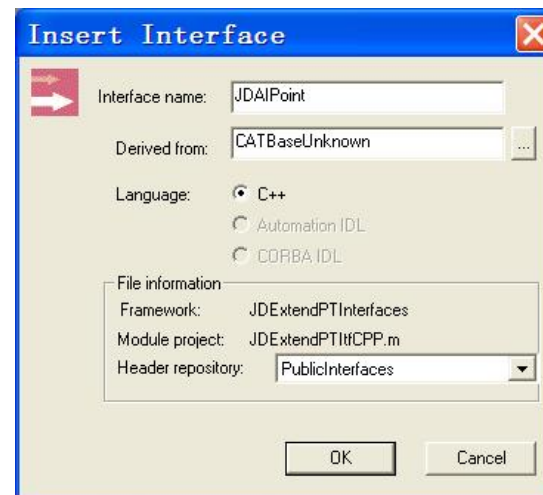 Insert Interface
Interface name: JDAIPoint
Derived from: CATBaseUnknown ...
Language: C++
Automation IDL
CORBA IDL
File information
Framework: JDExtendPTInterfaces
Module project: JDExtendPTItfCPP.m
Header repository: PublicInterfaces
OK Cancel